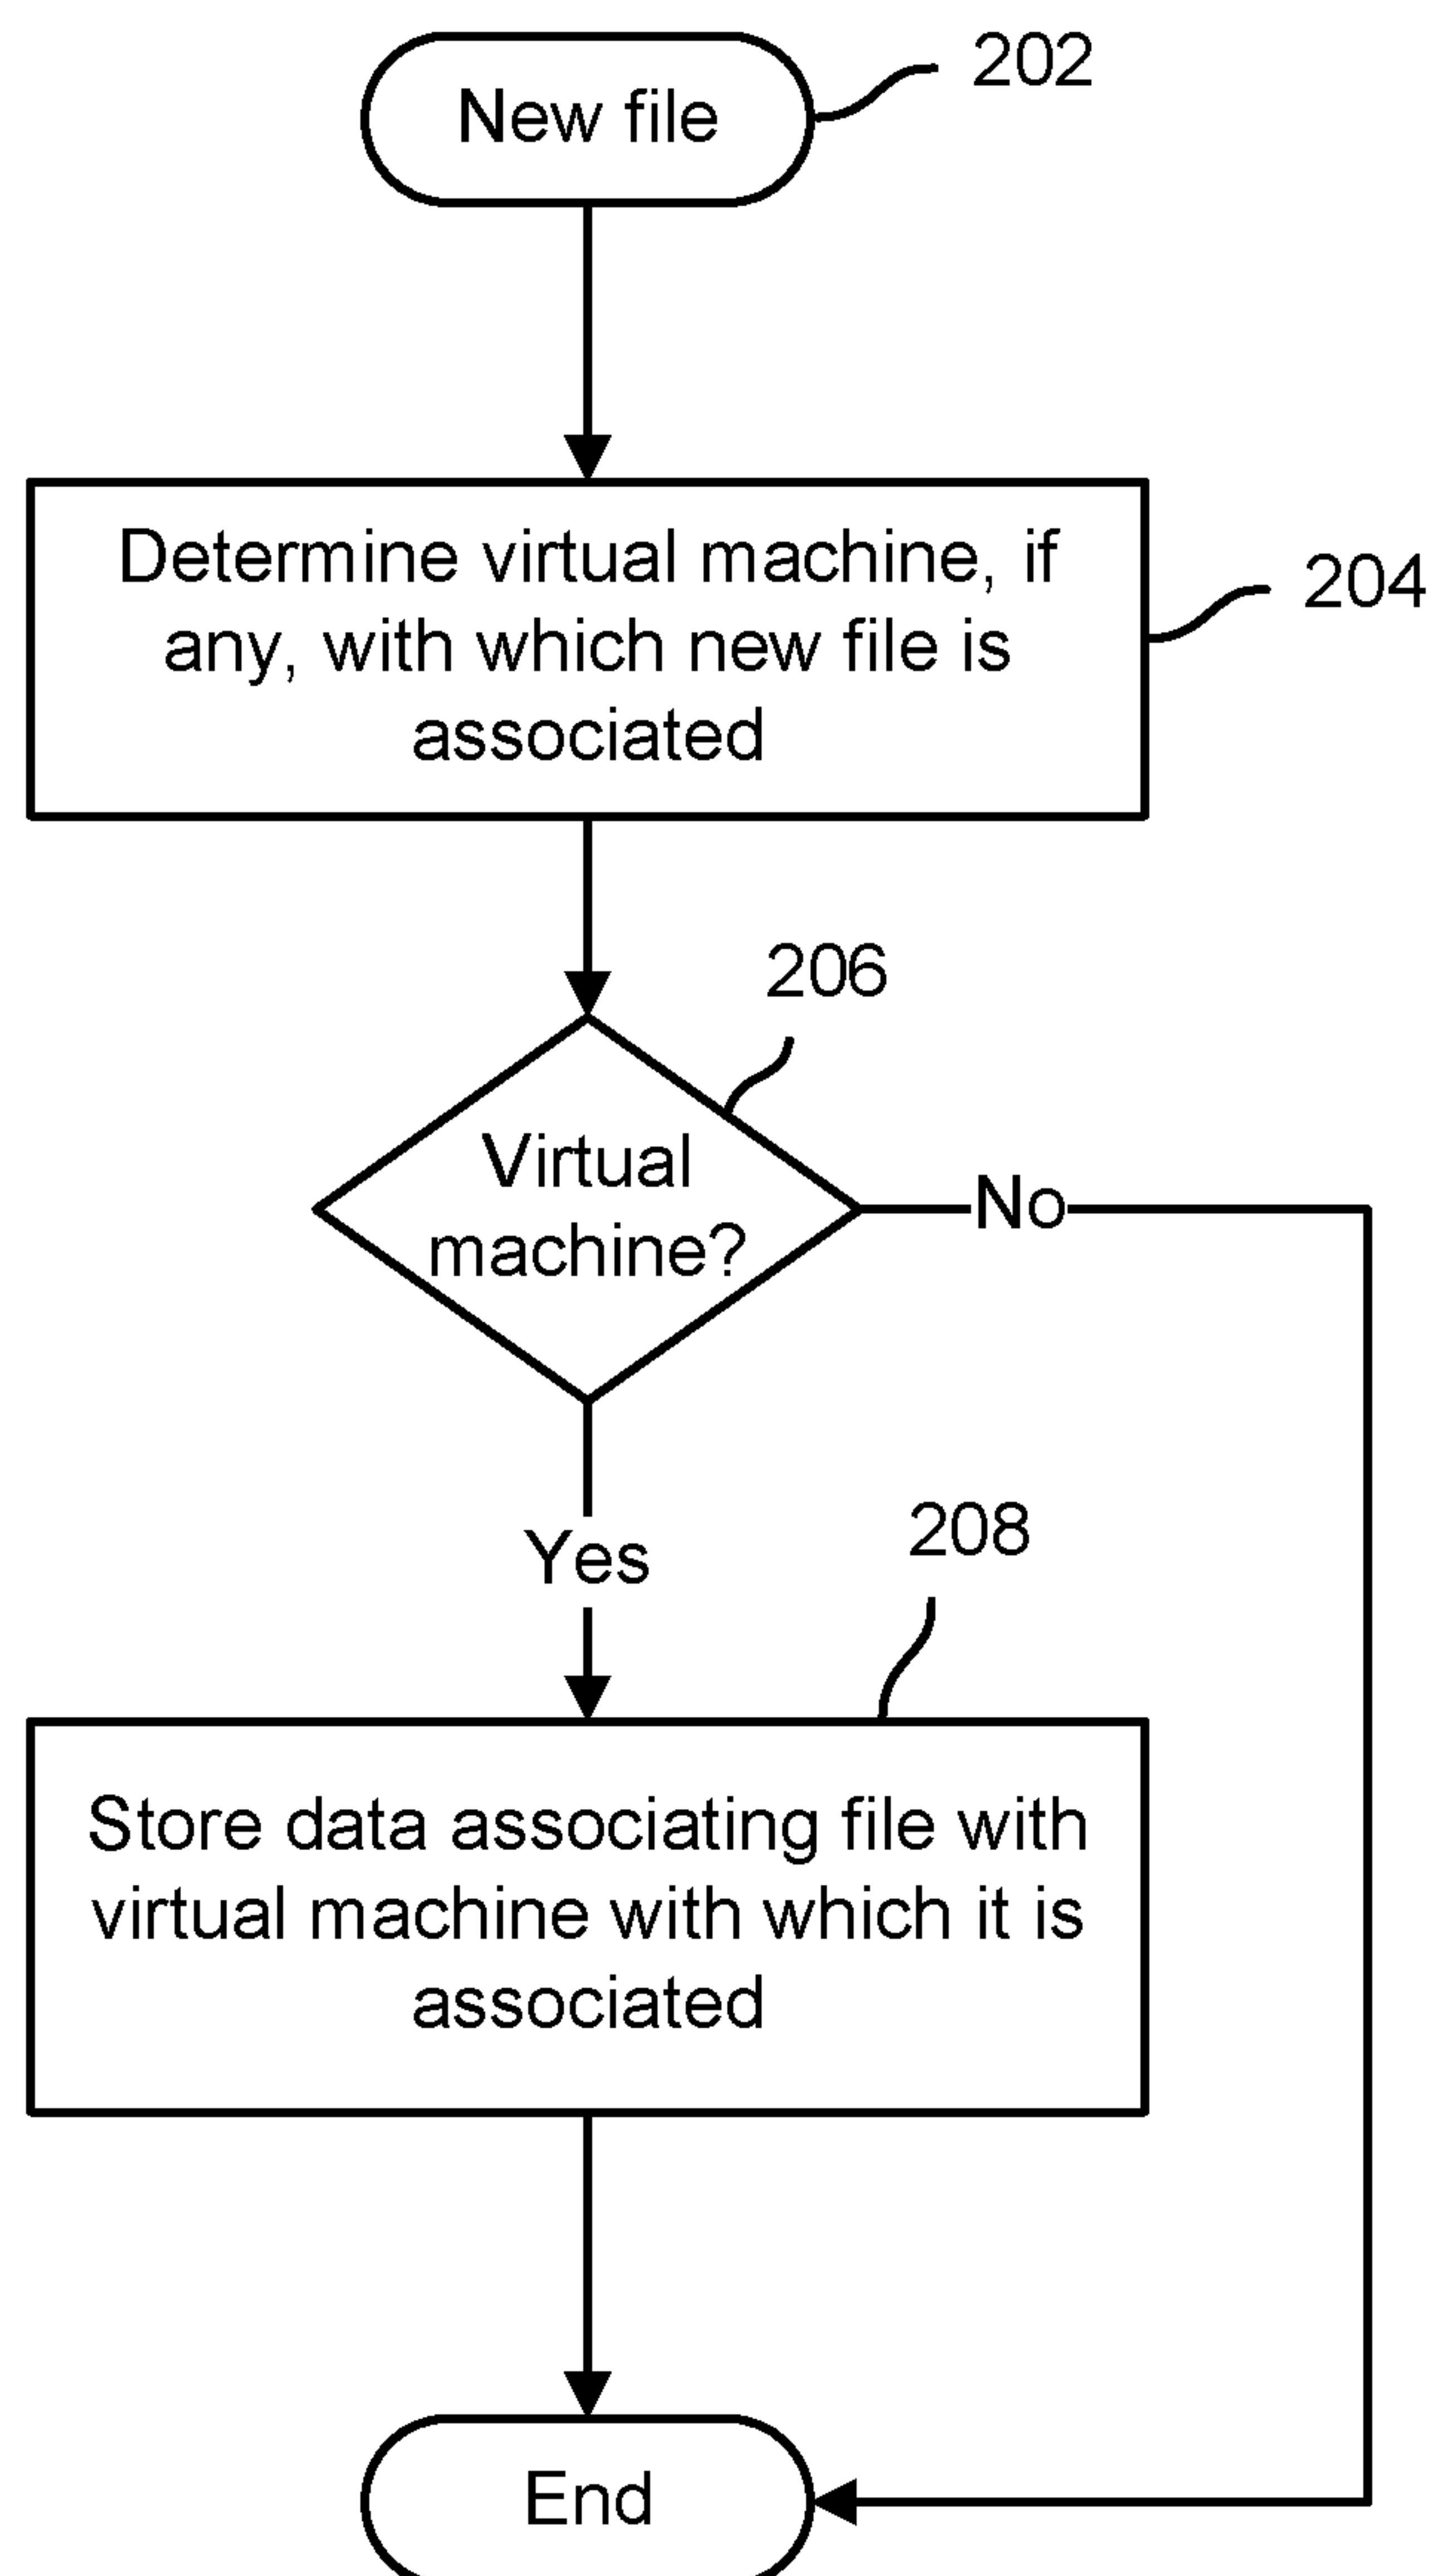 New file
202
Determine virtual machine, if
any, with which new file is
associated
204
206
Virtual
machine?
No
Yes
208
Store data associating file with
virtual machine with which it is
associated
End